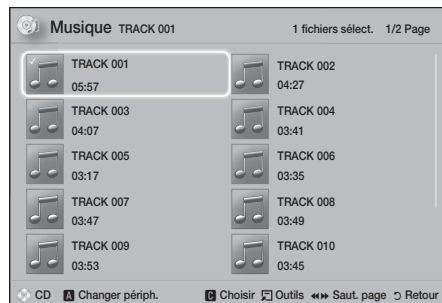 Musique TRACK 001 1 fichiers sélect. 1/2 Page
TRACK 001 TRACK 002
05:57 04:27
TRACK 003 TRACK 004
04:07 03:41
TRACK 005 TRACK 006
03:17 03:35
TRACK 007 TRACK 008
03:47 03:49
TRACK 009 TRACK 010
03:53 03:45
CD A Changer périph. C Choisir Outils Saut. page Retour